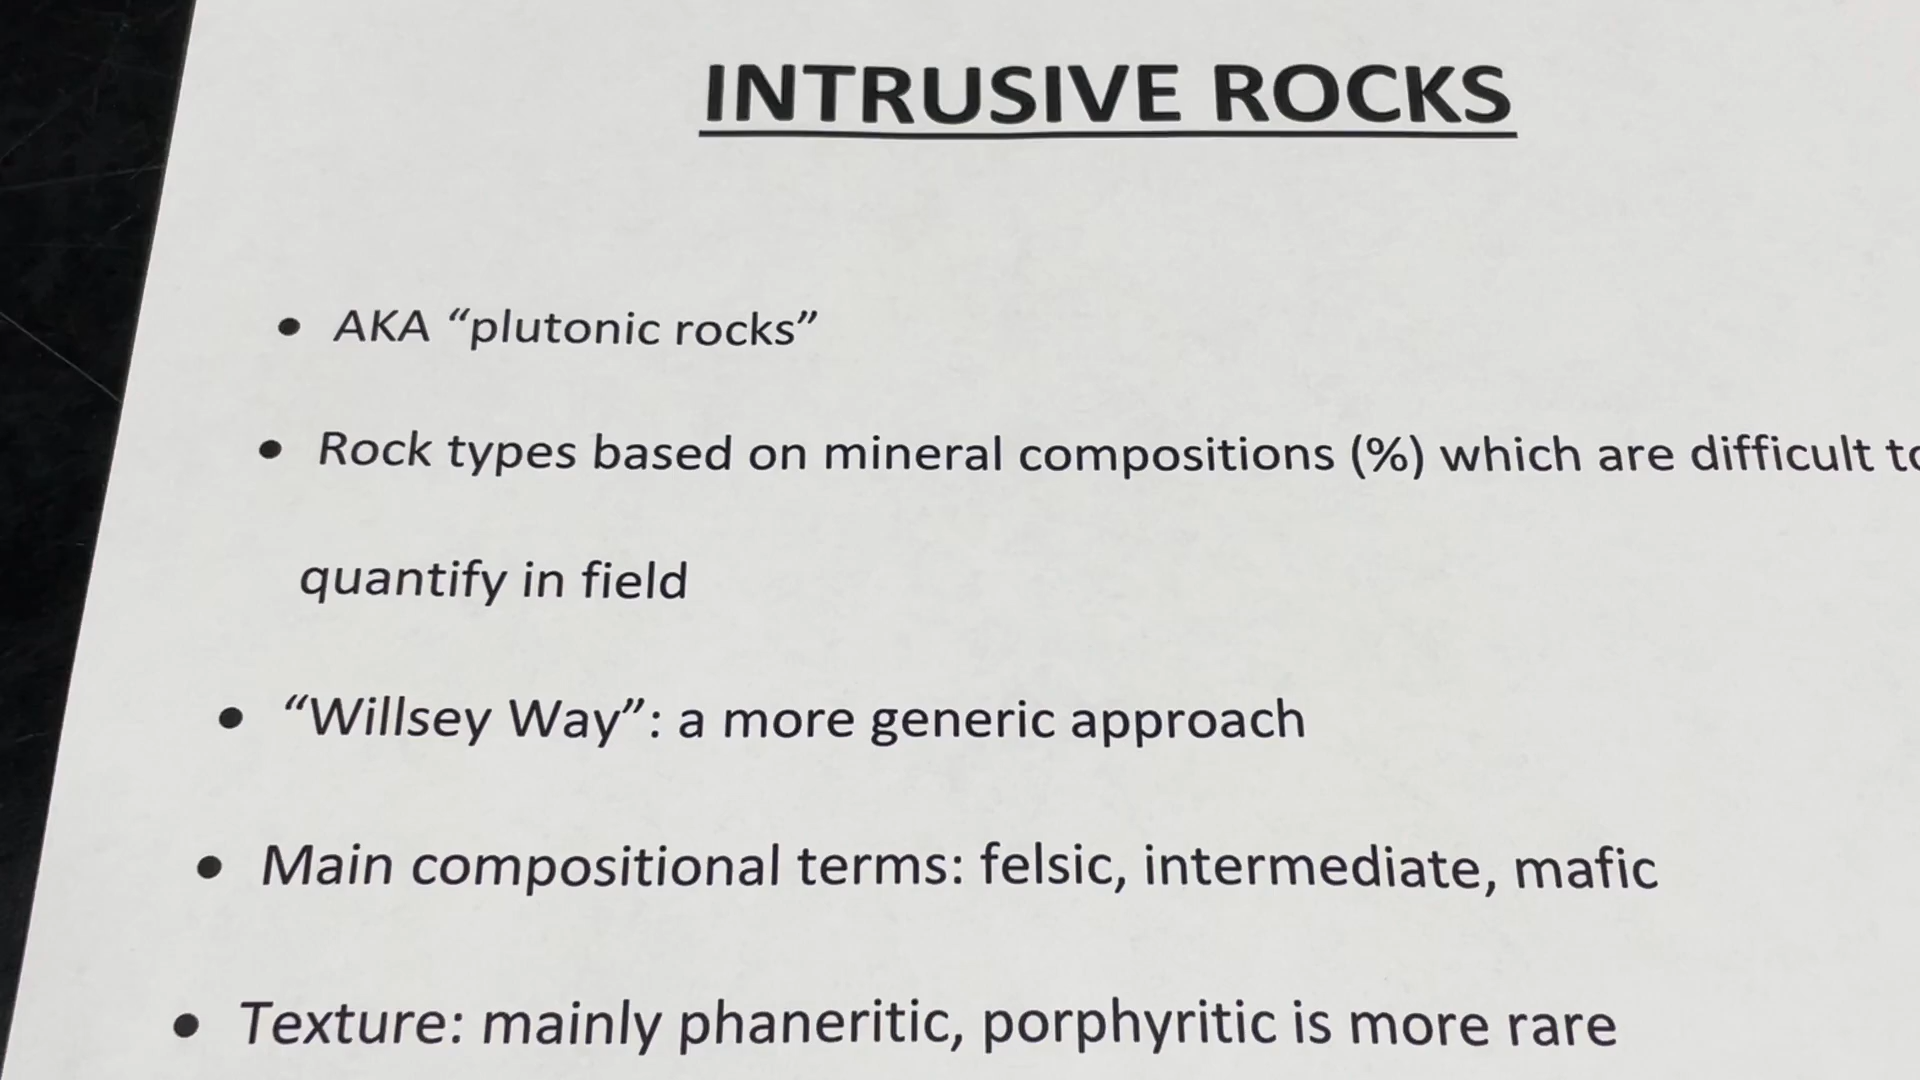 INTRUSIVE ROCKS
• AKA “plutonic rocks”
• Rock types based on mineral compositions (%) which are difficult to
quantify in field
• “Willsey Way”: a more generic approach
• Main compositional terms: felsic, intermediate, mafic
• Texture: mainly phaneritic, porphyritic is more rare